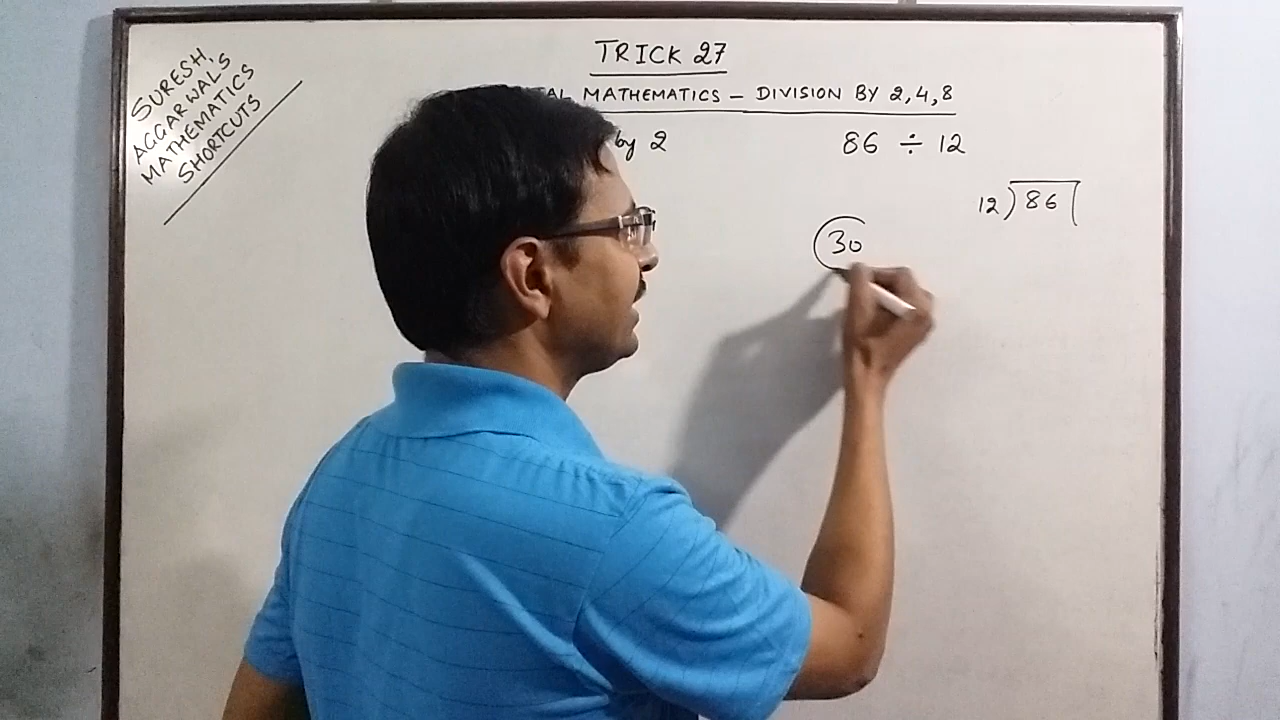 SURESH
AGGARWAL'S
MATHEMATICS
SHORTCUTS
TRICK 27
MATHEMATICS – DIVISION BY 2, 4, 8
by 2
86 ÷ 12
12) 86 (
30